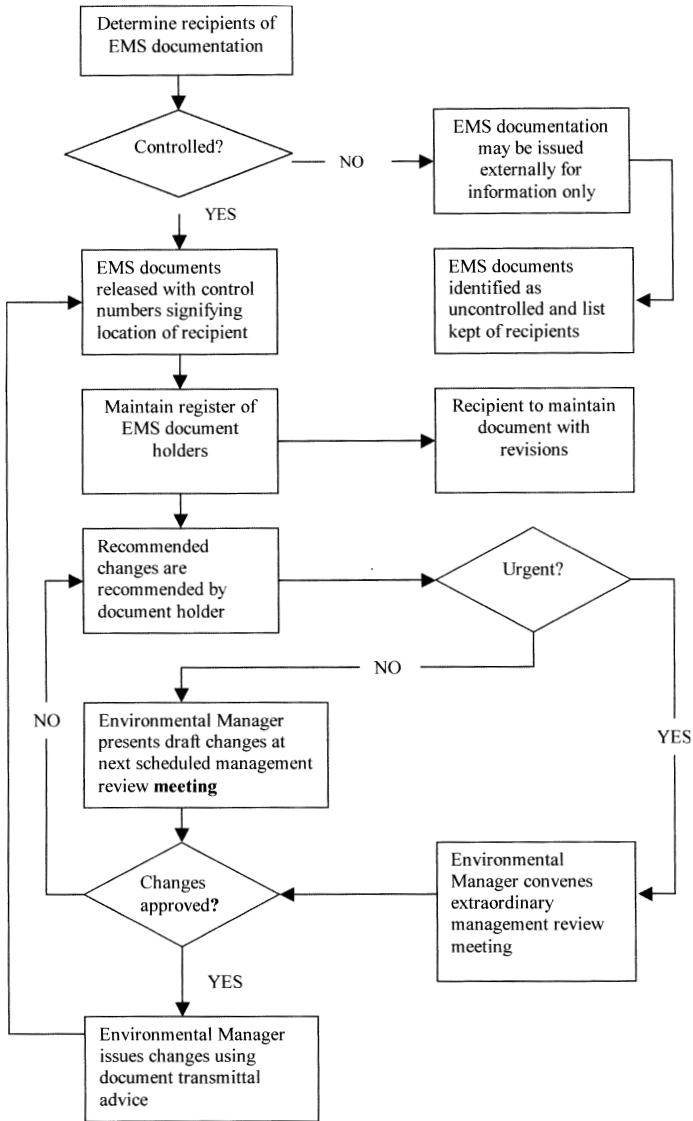 Determine recipients of
EMS documentation
Controlled?
NO
EMS documentation
may be issued
externally for
information only
YES
EMS documents
released with control
numbers signifying
location of recipient
EMS documents
identified as
uncontrolled and list
kept of recipients
Maintain register of
EMS document
holders
Recipient to maintain
document with
revisions
Recommended
changes are
recommended by
document holder
Urgent?
NO
NO
YES
Environmental Manager
presents draft changes at
next scheduled management
review meeting
Changes
approved?
Environmental
Manager convenes
extraordinary
management review
meeting
YES
Environmental Manager
issues changes using
document transmittal
advice